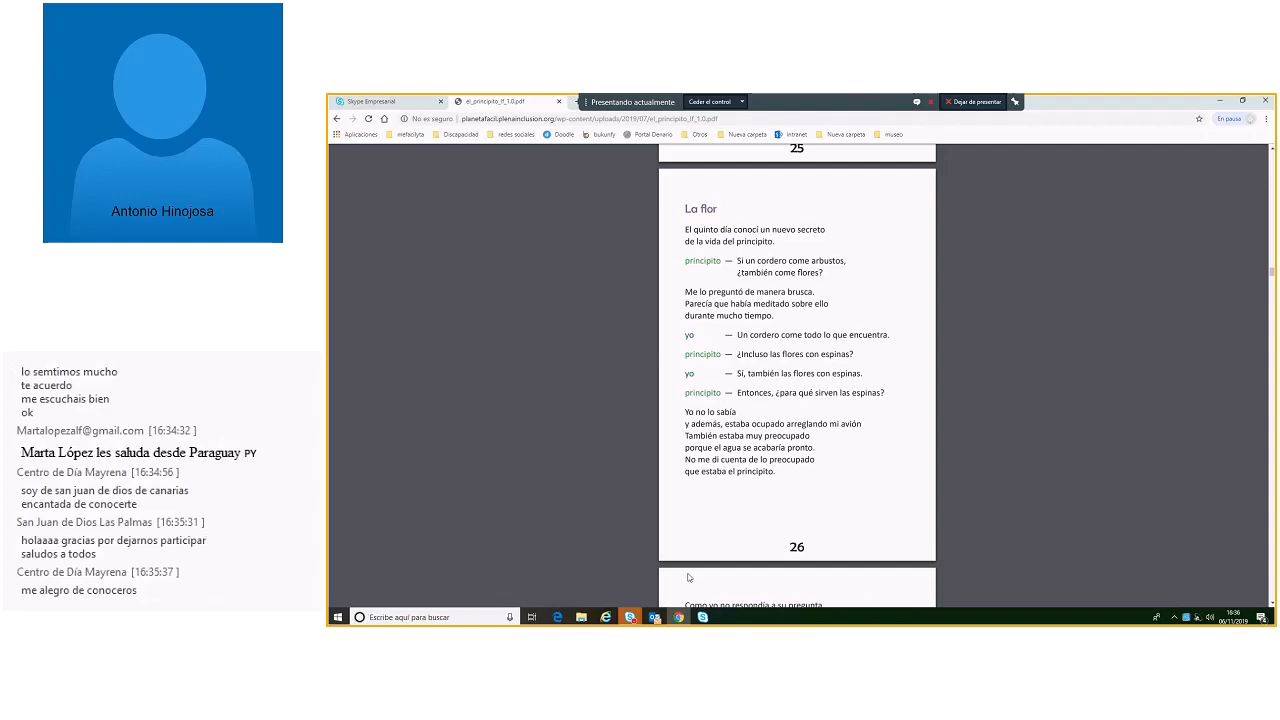 Antonio Hinojosa
lo semtimos mucho
te acuerdo
me escuchais bien
ok
Martalopezalf@gmail.com [16:34:32 ]
Marta López les saluda desde Paraguay PY
Centro de Día Mayrena [16:34:56 ]
soy de san juan de dios de canarias
encantada de conocerte
San Juan de Dios Las Palmas [16:35:31 ]
holaaaa gracias por dejarnos participar
saludos a todos
Centro de Día Mayrena [16:35:37 ]
me alegro de conoceros
Skype Empresarial
el_principito_lf_1.0.pdf
Presentando actualmente
Ceder el control
Dejar de presentar
No es seguro
planetafacil.plenainclusion.org/wp-content/uploads/2019/07/el_principito_lf_1.0.pdf
En pausa
Aplicaciones mefacilyta Discapacidad redes sociales Doodle bukunfy Portal Denario Otros Nueva carpeta intranet Nueva carpeta museo
25
La flor
El quinto día conocí un nuevo secreto
de la vida del principito.
principito — Si un cordero come arbustos,
¿también come flores?
Me lo preguntó de manera brusca.
Parecía que había meditado sobre ello
durante mucho tiempo.
yo — Un cordero come todo lo que encuentra.
principito — ¿Incluso las flores con espinas?
yo — Sí, también las flores con espinas.
principito — Entonces, ¿para qué sirven las espinas?
Yo no lo sabía
y además, estaba ocupado arreglando mi avión
También estaba muy preocupado
porque el agua se acabaría pronto.
No me di cuenta de lo preocupado
que estaba el principito.
26
Como yo no respondía a su pregunta
Escribe aquí para buscar
16:36
06/11/2019